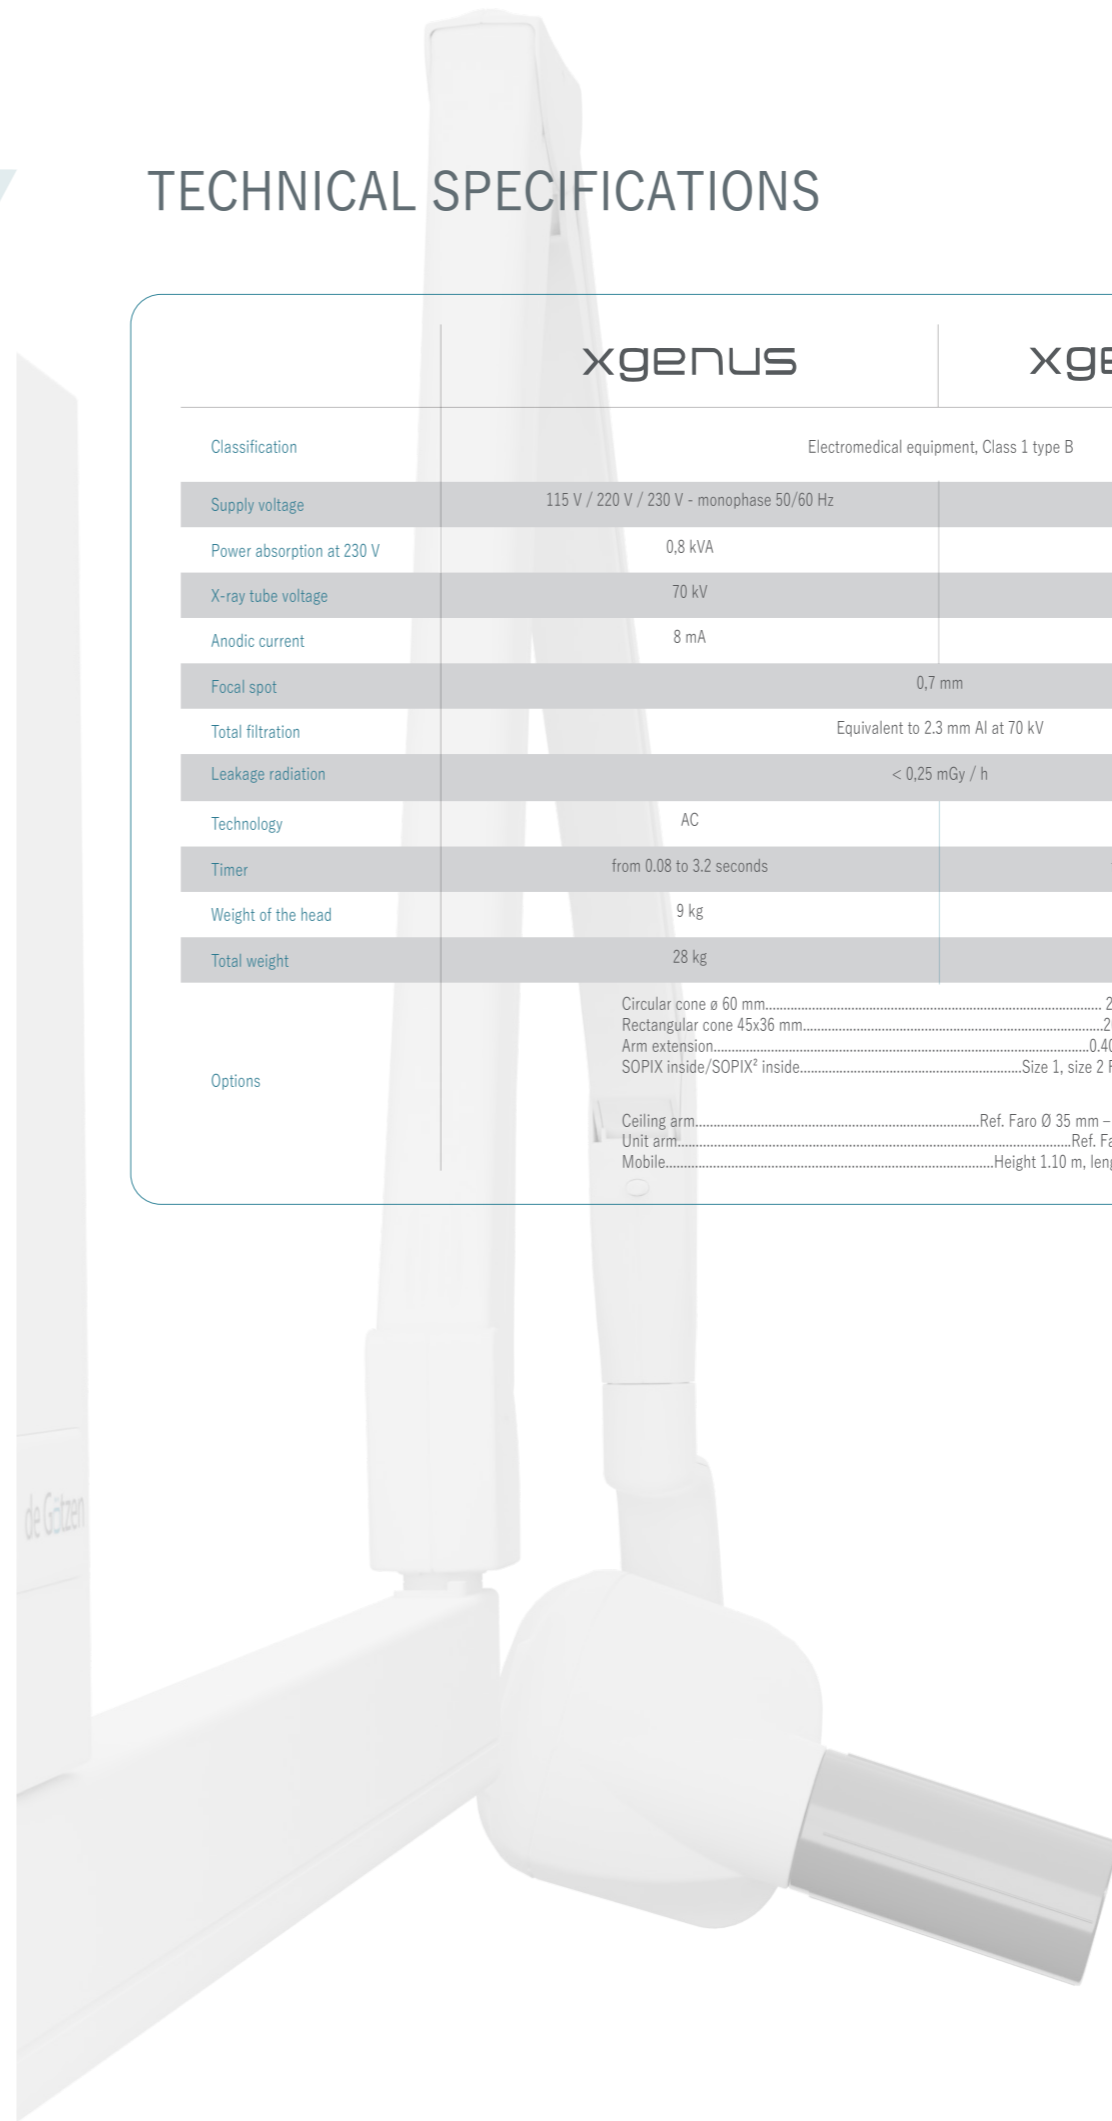 TECHNICAL SPECIFICATIONS
xgenus
Classification Electromedical equipment, Class 1 type B
Supply voltage 115 V / 220 V / 230 V - monophase 50/60 Hz
Power absorption at 230 V 0,8 kVA
X-ray tube voltage 70 kV
Anodic current 8 mA
Focal spot 0,7 mm
Total filtration Equivalent to 2.3 mm Al at 70 kV
Leakage radiation < 0,25 mGy / h
Technology AC
Timer from 0.08 to 3.2 seconds
Weight of the head 9 kg
Total weight 28 kg
Circular cone ø 60 mm
Rectangular cone 45x36 mm
Arm extension
SOPIX inside/SOPIX² inside Size 1, size 2
Options
Ceiling arm Ref. Faro Ø 35 mm –
Unit arm Ref.
Mobile Height 1.10 m,
de Götzen